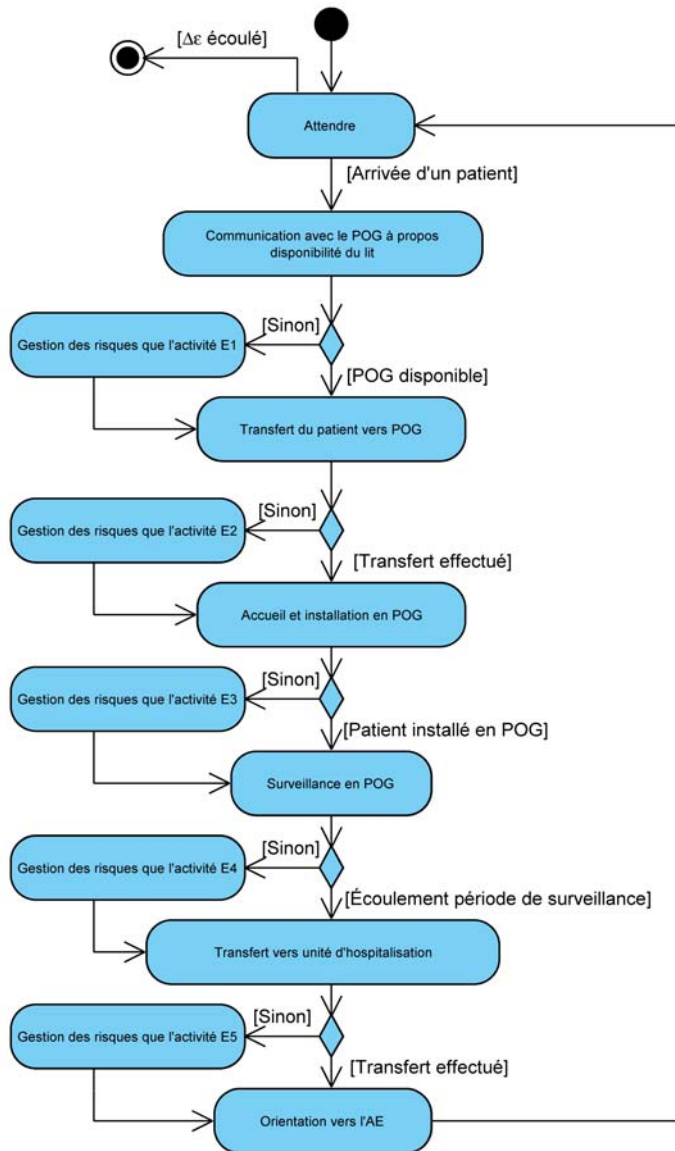 [Δε écoulé]
Attendre
[Arrivée d'un patient]
Communication avec le POG à propos
disponibilité du lit
[Sinon]
Gestion des risques que l'activité E1
[POG disponible]
Transfert du patient vers POG
[Sinon]
Gestion des risques que l'activité E2
[Transfert effectué]
Accueil et installation en POG
[Sinon]
Gestion des risques que l'activité E3
[Patient installé en POG]
Surveillance en POG
[Sinon]
Gestion des risques que l'activité E4
[Écoulement période de surveillance]
Transfert vers unité d'hospitalisation
[Sinon]
Gestion des risques que l'activité E5
[Transfert effectué]
Orientation vers l'AE